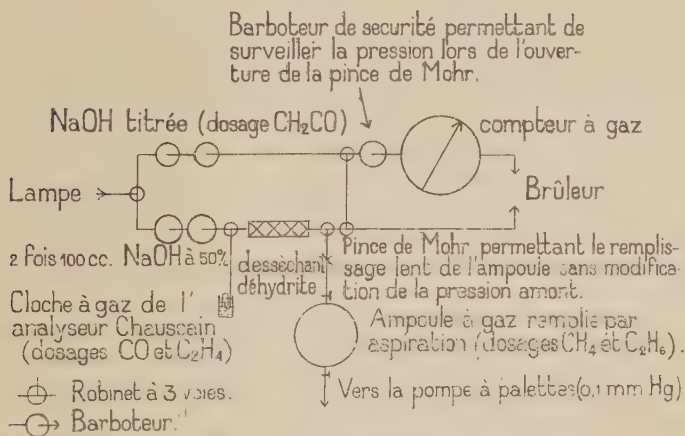 Barboteur de securité permettant de
surveiller la pression lors de l'ouver-
ture de la pince de Mohr.
NaOH titrée (dosage CH₂CO)
compteur à gaz
Lampe
Brûleur
2 fois 100 cc. NaOH à 50%
desséchant
déhydrite
Pince de Mohr permettant le remplis-
sage lent de l'ampoule sans modifica-
tion de la pression amont.
Cloche à gaz de l'
analyseur Chauscain
(dosages CO et C₂H₄)
Ampoule à gaz remplie par
aspiration (dosages CH₄ et C₂H₆).
Robinet à 3 voies.
Vers la pompe à palettes (0,1 mm Hg)
Barboteur.